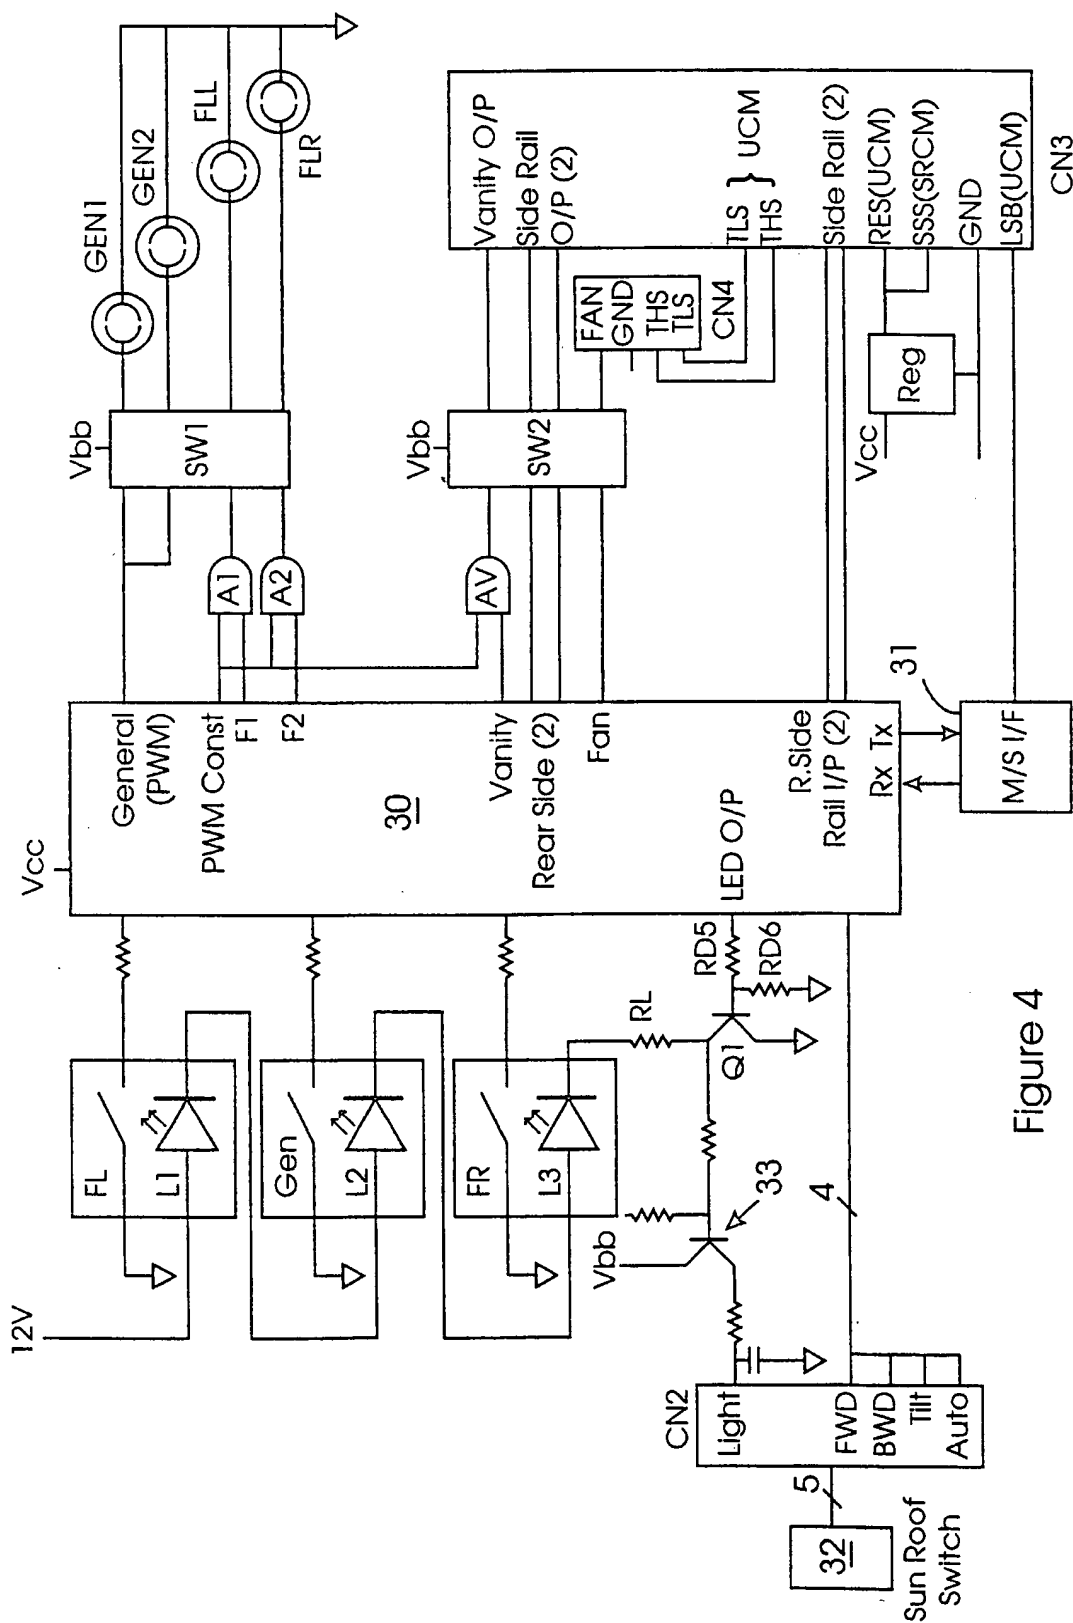 12V
Vcc
Vbb
GEN1
GEN2
FLL
FLR
SW1
FL
L1
Gen
L2
FR
L3
General
(PWM)
PWM Const
F1
F2
A1
A2
30
Vanity
Rear Side (2)
Fan
AV
Vbb
SW2
Vanity O/P
Side Rail
O/P (2)
FAN
GND
THS
TLS
CN4
TLS
THS
} UCM
Side Rail (2)
RES(UCM)
SSS(SRCM)
GND
LSB(UCM)
CN3
Vcc
Reg
LED O/P
R.Side
Rail I/P (2)
Rx Tx
31
M/S I/F
RL
RD5
RD6
Q1
Vbb
33
4
CN2
Light
FWD
BWD
Tilt
Auto
5
32
Sun Roof
Switch
Figure 4